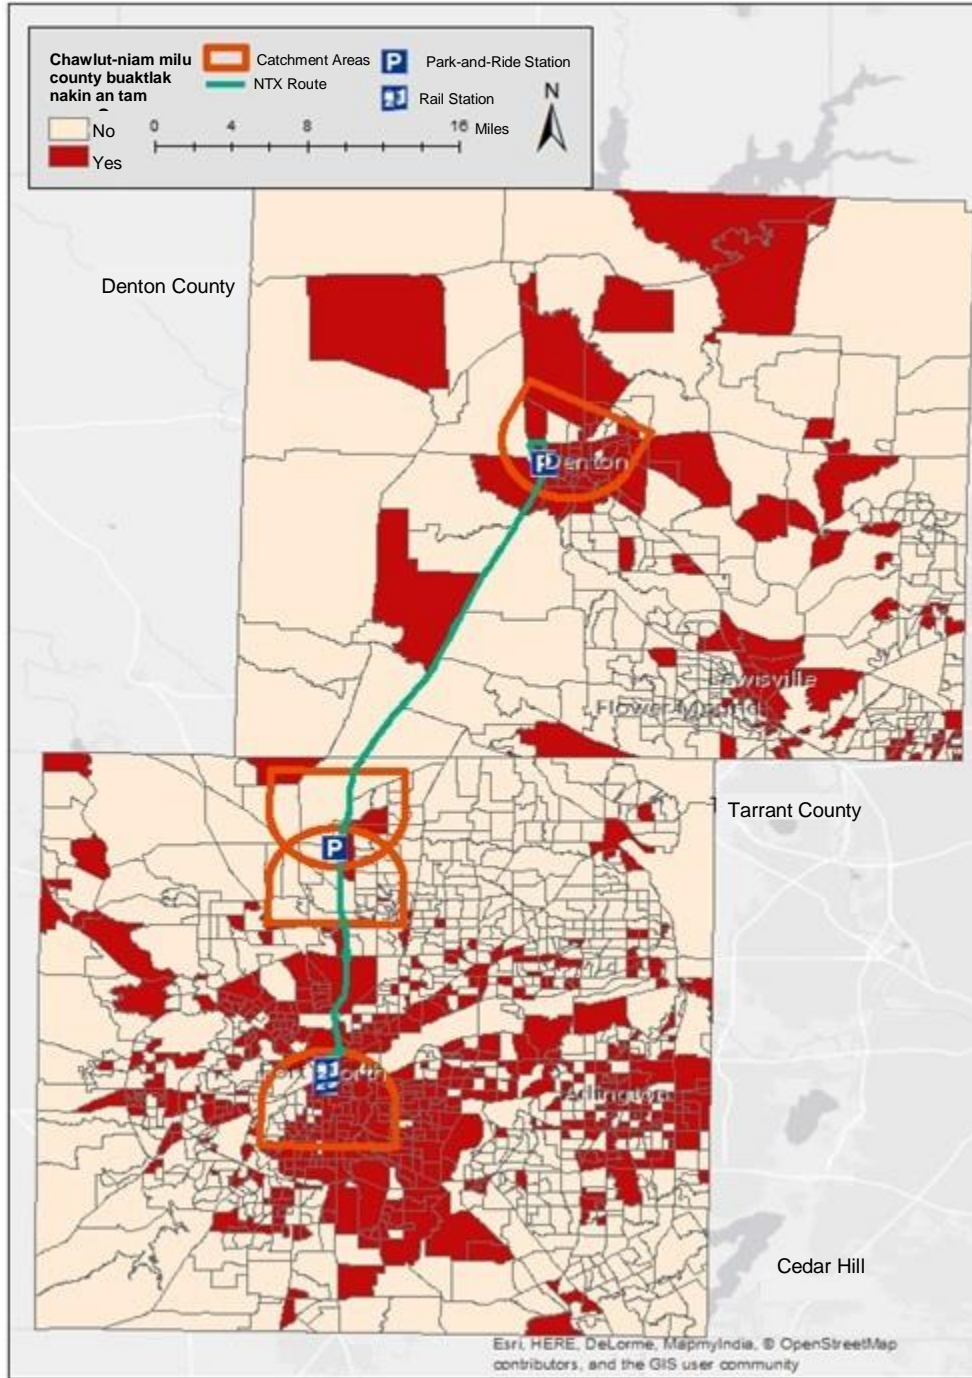 Chawlut-niam milu
county buaktlak
nakin an tam
No
Yes
Catchment Areas
NTX Route
Park-and-Ride Station
Rail Station
N
0 4 8 16 Miles
Denton County
Denton
Lewisville
Flower Mound
Tarrant County
Fort Worth
Arlington
Cedar Hill
Esri, HERE, DeLorme, MapmyIndia, © OpenStreetMap
contributors, and the GIS user community